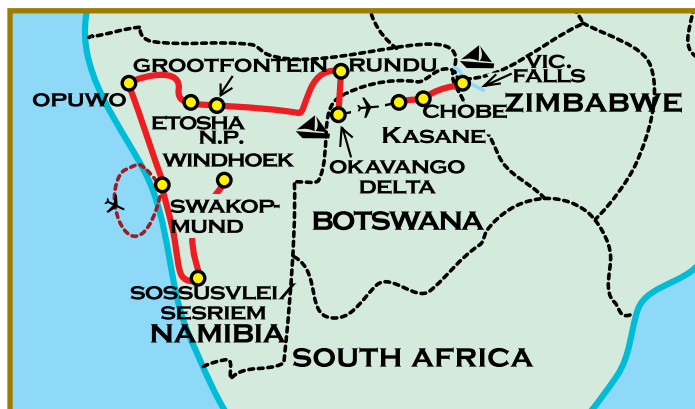 GROOTFONTEIN
RUNDU
VIC.
FALLS
OPUWO
ETOSHA
N.P.
CHOBE
ZIMBABWE
KASANE
WINDHOEK
OKAVANGO
DELTA
SWAKOP-
MUND
BOTSWANA
SOSSUSVLEI/
SESRIEM
NAMIBIA
SOUTH AFRICA